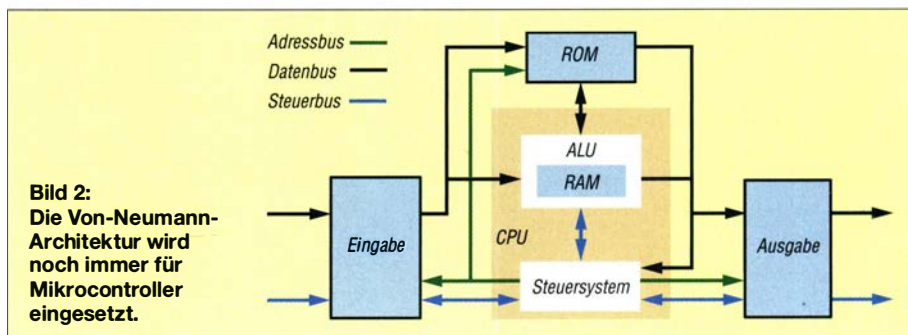 Adressbus
Datenbus
Steuerbus
ROM
ALU
RAM
CPU
Eingabe
Steuersystem
Ausgabe
Bild 2:
Die Von-Neumann-
Architektur wird
noch immer für
Mikrocontroller
eingesetzt.